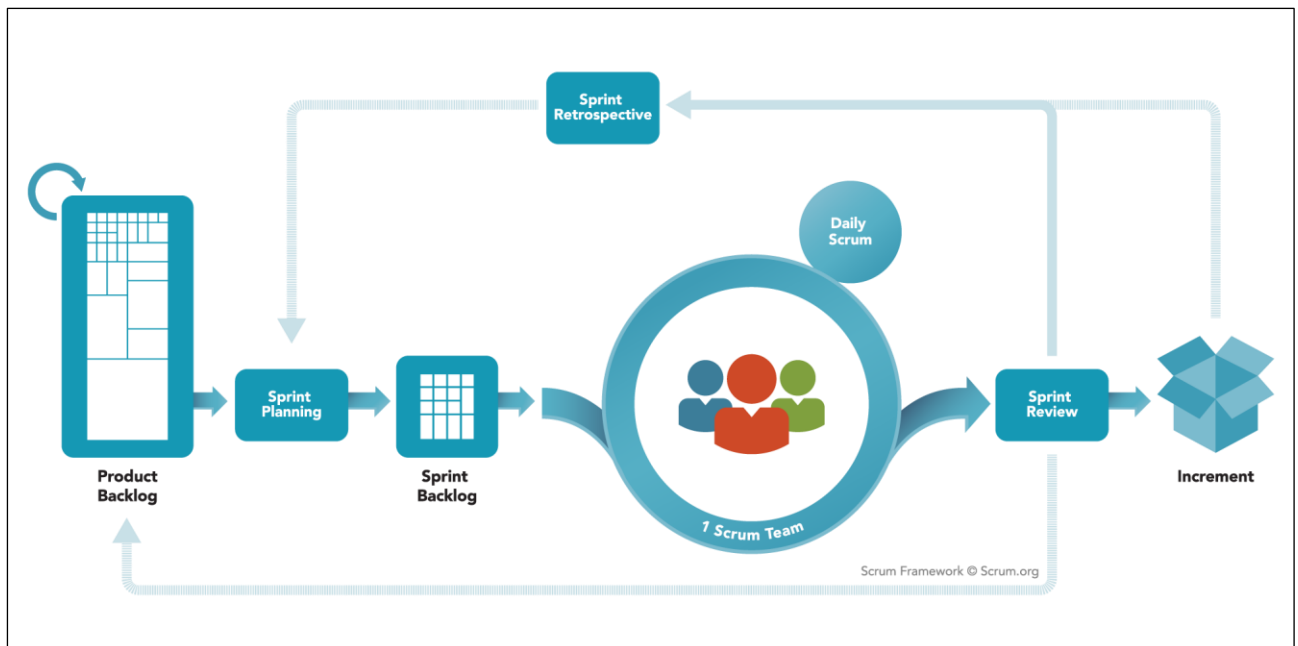 Sprint
Retrospective
Daily
Scrum
Sprint
Planning
Sprint
Review
Product
Backlog
Sprint
Backlog
Increment
1 Scrum Team
Scrum Framework © Scrum.org